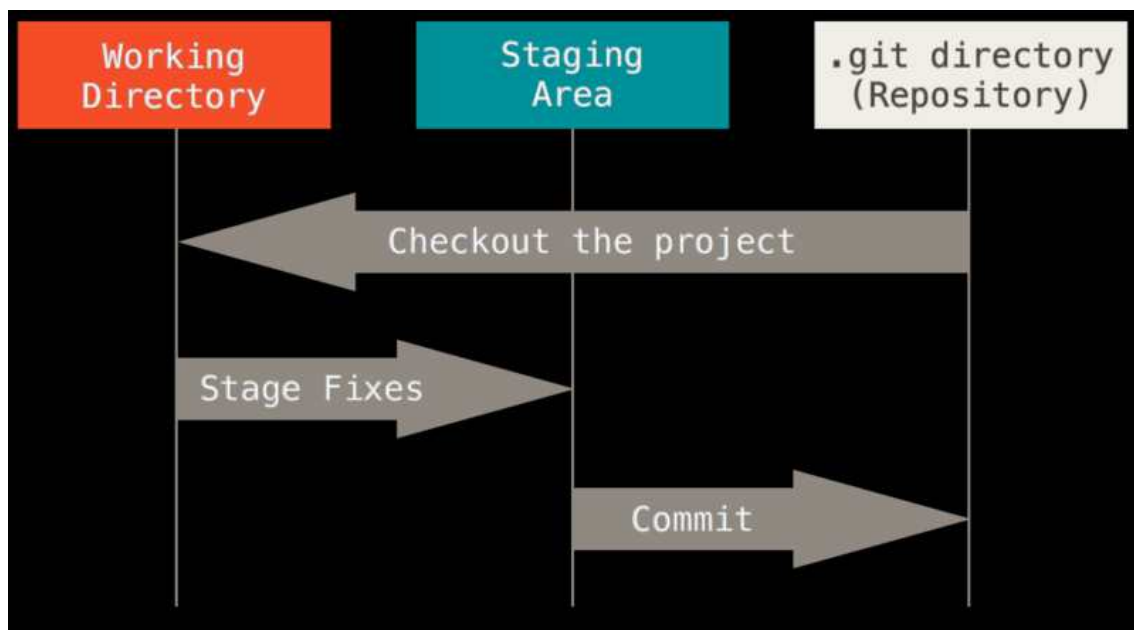 Working
Directory
Staging
Area
.git directory
(Repository)
Checkout the project
Stage Fixes
Commit